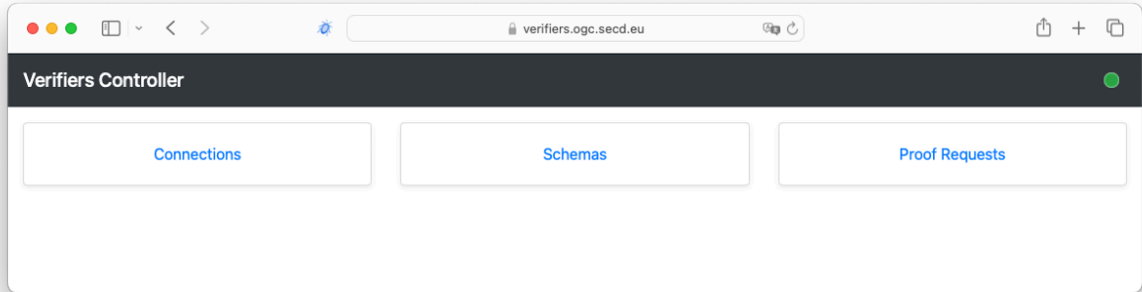 verifiers.ogc.secd.eu
Verifiers Controller
Connections
Schemas
Proof Requests